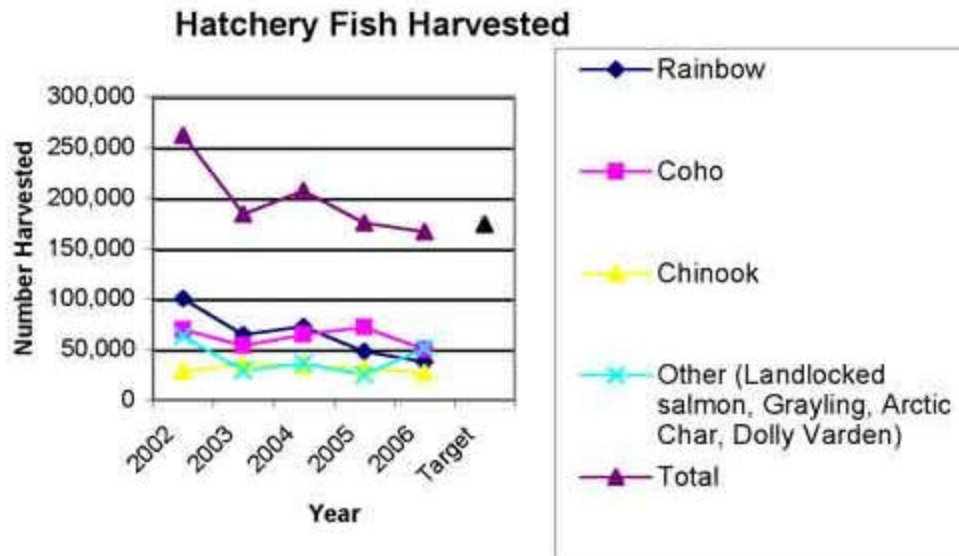 Hatchery Fish Harvested
Number Harvested
300,000
250,000
200,000
150,000
100,000
50,000
0
2002
2003
2004
2005
2006
Target
Year
Rainbow
Coho
Chinook
Other (Landlocked
salmon, Grayling, Arctic
Char, Dolly Varden)
Total